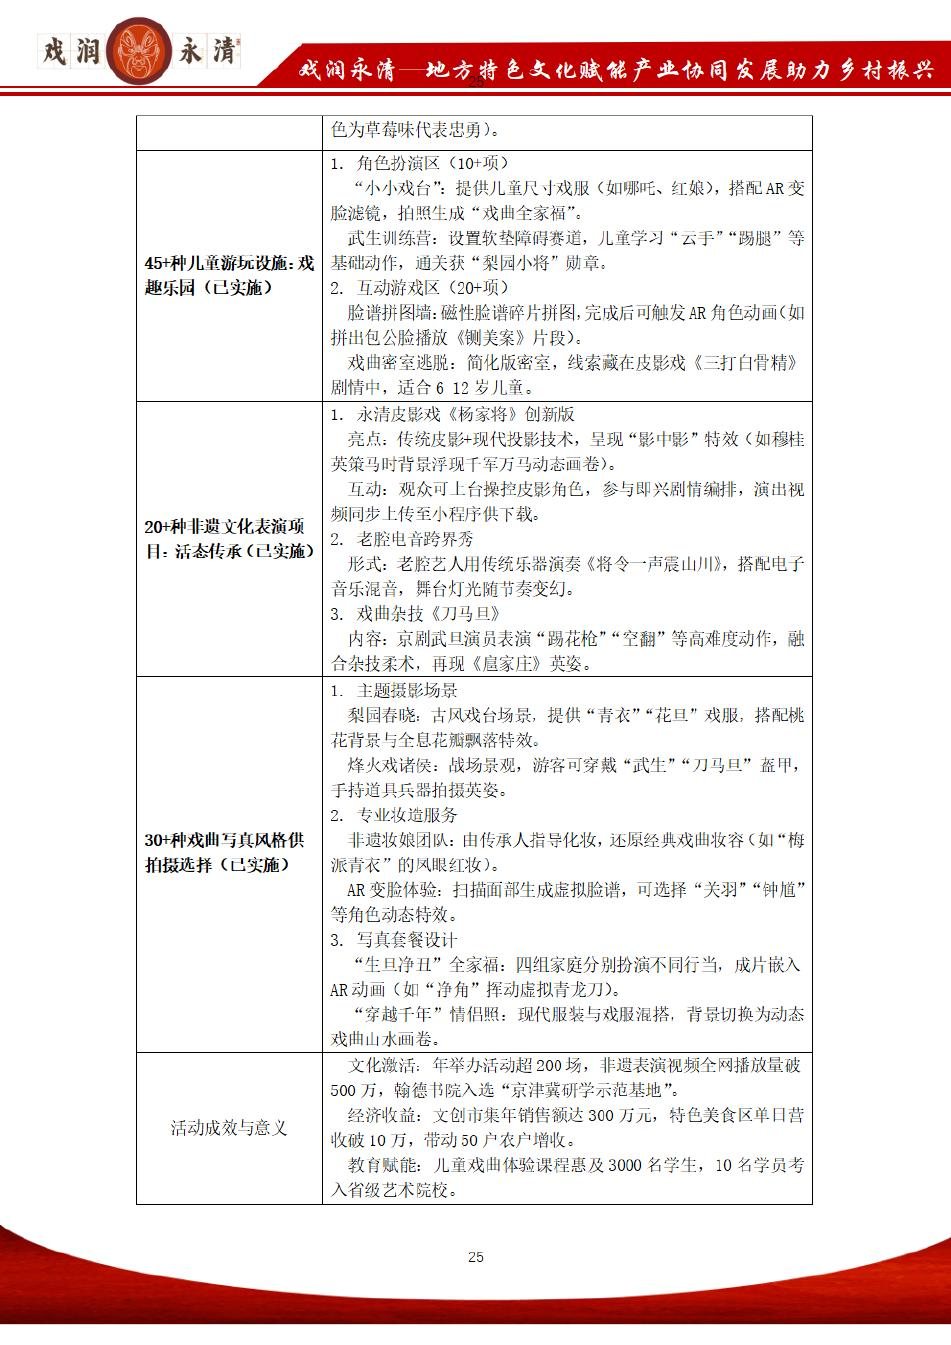 戏润 永清
戏润永清—地方特色文化赋能产业协同发展助力乡村振兴
色为草莓味代表忠勇）。
45+种儿童游玩设施：戏
趣乐园（已实施）
1. 角色扮演区（10+项）
“小小戏台”：提供儿童尺寸戏服（如哪吒、红娘），搭配 AR 变
脸滤镜，拍照生成“戏曲全家福”。
武生训练营：设置软垫障碍赛道，儿童学习“云手”“踢腿”等
基础动作，通关获“梨园小将”勋章。
2. 互动游戏区（20+项）
脸谱拼图墙：磁性脸谱碎片拼图，完成后可触发 AR 角色动画（如
拼出包公脸播放《铡美案》片段）。
戏曲密室逃脱：简化版密室，线索藏在皮影戏《三打白骨精》
剧情中，适合 6 12 岁儿童。
20+种非遗文化表演项
目：活态传承（已实施）
1. 永清皮影戏《杨家将》创新版
亮点：传统皮影+现代投影技术，呈现“影中影”特效（如穆桂
英策马时背景浮现千军万马动态画卷）。
互动：观众可上台操控皮影角色，参与即兴剧情编排，演出视
频同步上传至小程序供下载。
2. 老腔电音跨界秀
形式：老腔艺人用传统乐器演奏《将令一声震山川》，搭配电子
音乐混音，舞台灯光随节奏变幻。
3. 戏曲杂技《刀马旦》
内容：京剧武旦演员表演“踢花枪”“空翻”等高难度动作，融
合杂技柔术，再现《扈家庄》英姿。
30+种戏曲写真风格供
拍摄选择（已实施）
1. 主题摄影场景
梨园春晓：古风戏台场景，提供“青衣”“花旦”戏服，搭配桃
花背景与全息花瓣飘落特效。
烽火戏诸侯：战场景观，游客可穿戴“武生”“刀马旦”盔甲，
手持道具兵器拍摄英姿。
2. 专业妆造服务
非遗妆娘团队：由传承人指导化妆，还原经典戏曲妆容（如“梅
派青衣”的凤眼红妆）。
AR 变脸体验：扫描面部生成虚拟脸谱，可选择“关羽”“钟馗”
等角色动态特效。
3. 写真套餐设计
“生旦净丑”全家福：四组家庭分别扮演不同行当，成片嵌入
AR 动画（如“净角”挥动虚拟青龙刀）。
“穿越千年”情侣照：现代服装与戏服混搭，背景切换为动态
戏曲山水画卷。
活动成效与意义
文化激活：年举办活动超 200 场，非遗表演视频全网播放量破
500 万，翰德书院入选“京津冀研学示范基地”。
经济收益：文创市集年销售额达 300 万元，特色美食区单日营
收破 10 万，带动 50 户农户增收。
教育赋能：儿童戏曲体验课程惠及 3000 名学生，10 名学员考
入省级艺术院校。
25